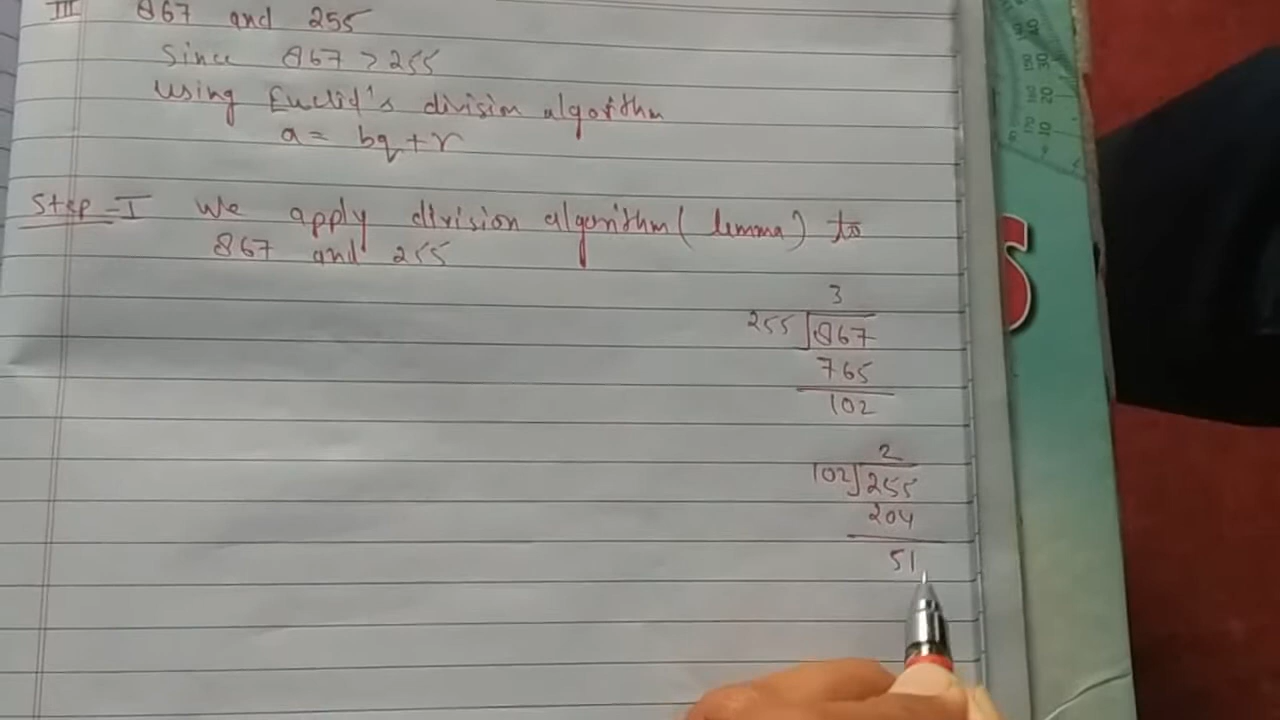 III 867 and 255
Since 867 > 255
Using Euclid's division algorithm
a = bq + r
Step-I We apply division algorithm (lemma) to
867 and 255
3
255 867
765
102
2
102 255
204
51